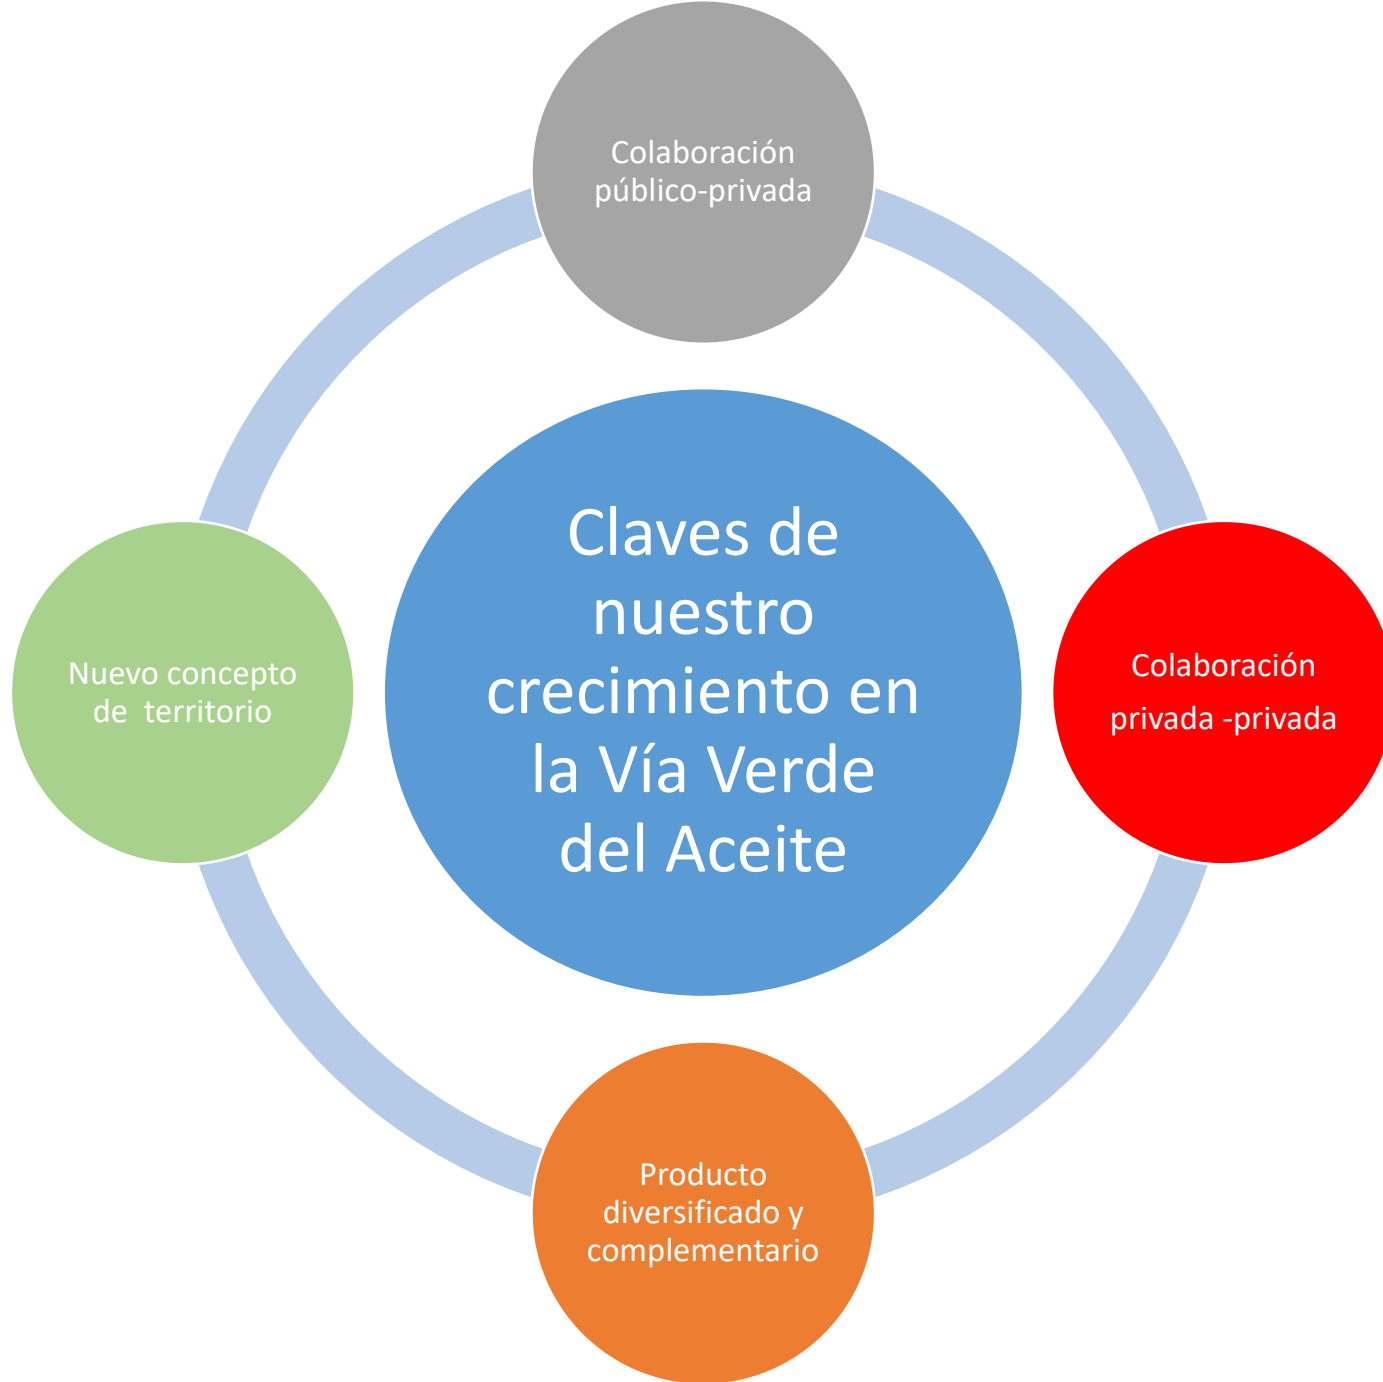 Colaboración
público-privada
Claves de
nuestro
crecimiento en
la Vía Verde
del Aceite
Nuevo concepto
de  territorio
Colaboración
privada -privada
Producto
diversificado y
complementario